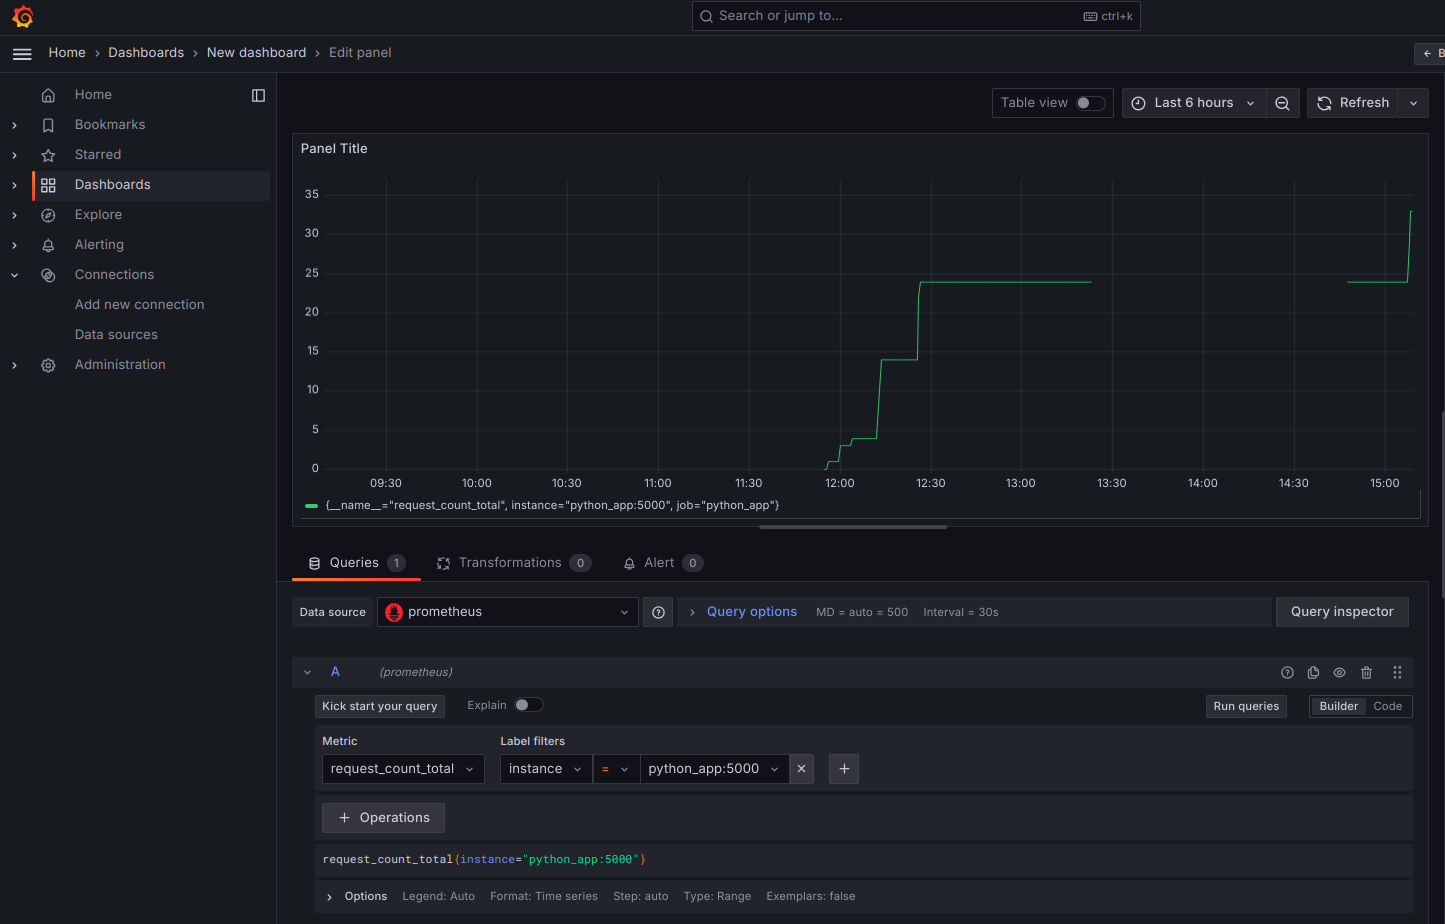 Search or jump to...
ctrl+k
Home › Dashboards › New dashboard › Edit panel
Home
Bookmarks
Starred
Dashboards
Explore
Alerting
Connections
Add new connection
Data sources
Administration
Table view
Last 6 hours
Refresh
Panel Title
35
30
25
20
15
10
5
0
09:30 10:00 10:30 11:00 11:30 12:00 12:30 13:00 13:30 14:00 14:30 15:00
{__name__="request_count_total", instance="python_app:5000", job="python_app"}
Queries 1 Transformations 0 Alert 0
Data source prometheus Query options MD = auto = 500 Interval = 30s Query inspector
A (prometheus)
Kick start your query Explain Run queries Builder Code
Metric Label filters
request_count_total instance = python_app:5000
+ Operations
request_count_total{instance="python_app:5000"}
Options Legend: Auto Format: Time series Step: auto Type: Range Exemplars: false